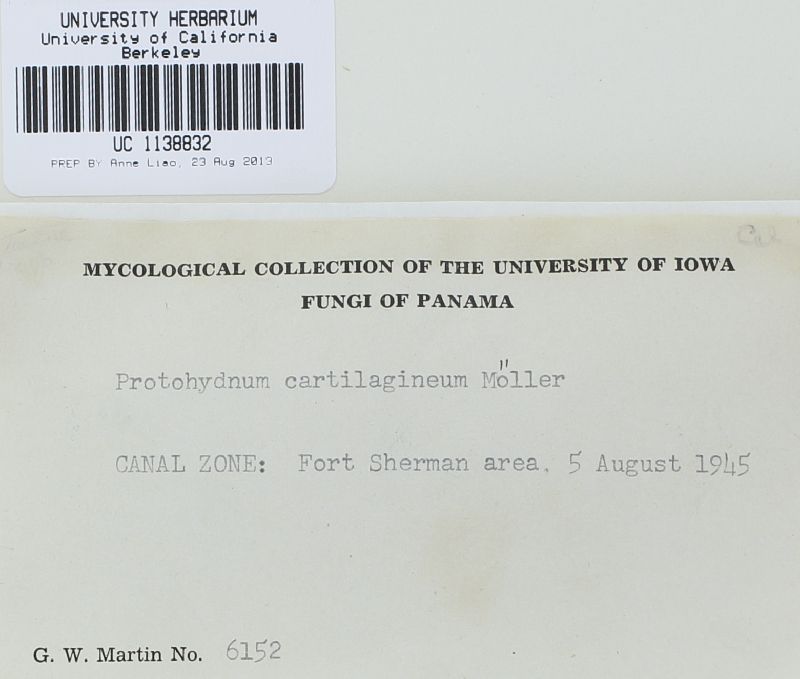 UNIVERSITY HERBARIUM
University of California
Berkeley
UC 1138832
PREP BY Anne Liao, 23 Aug 2013
Cal
MYCOLOGICAL COLLECTION OF THE UNIVERSITY OF IOWA
FUNGI OF PANAMA
Protohydnum cartilagineum Möller
CANAL ZONE: Fort Sherman area, 5 August 1945
G. W. Martin No. 6152